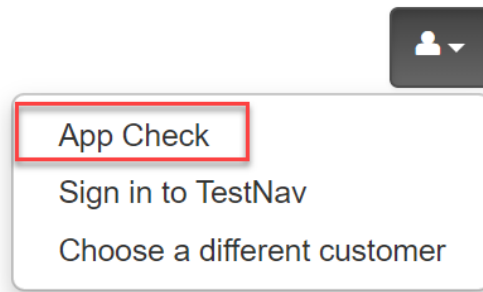 App Check
Sign in to TestNav
Choose a different customer